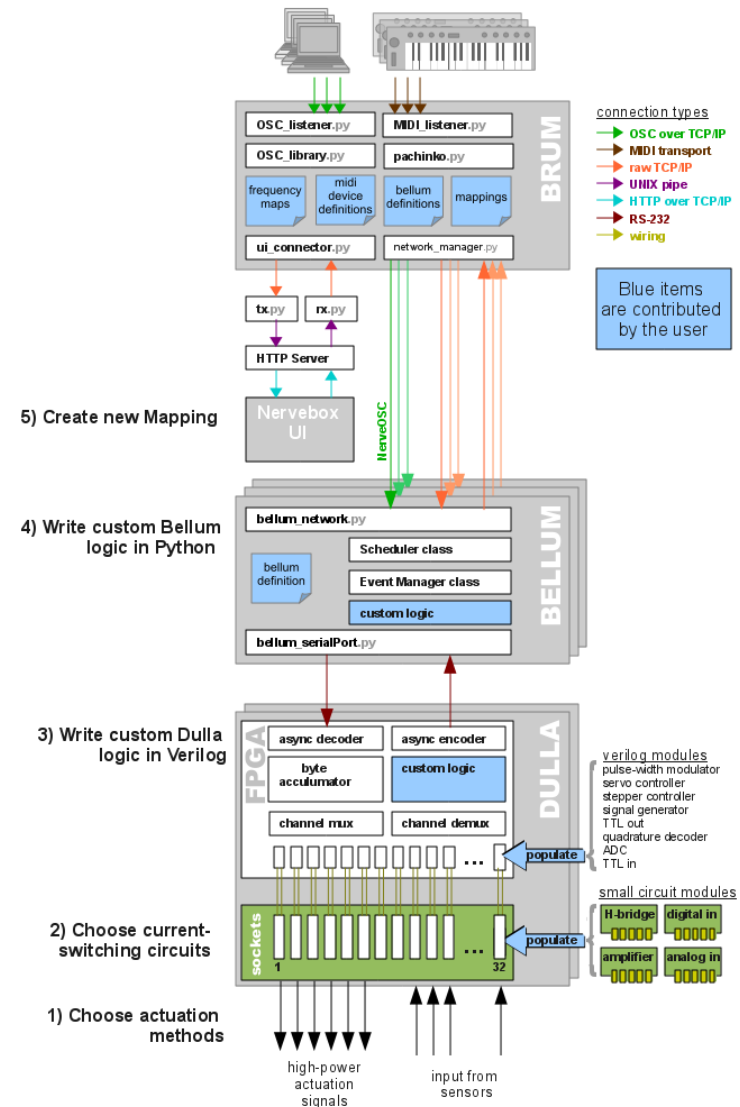 connection types
OSC over TCP/IP
MIDI transport
raw TCP/IP
UNIX pipe
HTTP over TCP/IP
RS-232
wiring
Blue items
are contributed
by the user
BRUM
OSC_listener.py
MIDI_listener.py
OSC_library.py
pachinko.py
frequency
maps
midi
device
definitions
bellum
definitions
mappings
ui_connector.py
network_manager.py
tx.py
rx.py
HTTP Server
Nervebox
UI
5) Create new Mapping
NerveOSC
4) Write custom Bellum
logic in Python
BELLUM
bellum_network.py
Scheduler class
bellum
definition
Event Manager class
custom logic
bellum_serialPort.py
3) Write custom Dulla
logic in Verilog
DULLA
FPGA
async decoder
async encoder
byte
acculumator
custom logic
channel mux
channel demux
...
populate
verilog modules
pulse-width modulator
servo controller
stepper controller
signal generator
TTL out
quadrature decoder
ADC
TTL in
2) Choose current-
switching circuits
sockets
1
...
32
populate
small circuit modules
H-bridge
digital in
amplifier
analog in
1) Choose actuation
methods
high-power
actuation
signals
input from
sensors